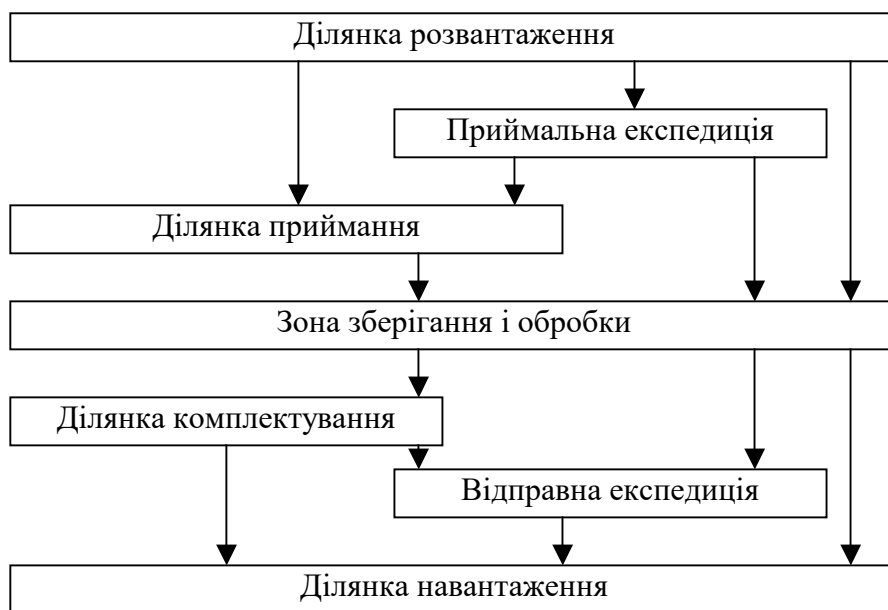 Ділянка розвантаження
Приймальна експедиція
Ділянка приймання
Зона зберігання і обробки
Ділянка комплектування
Відправна експедиція
Ділянка навантаження